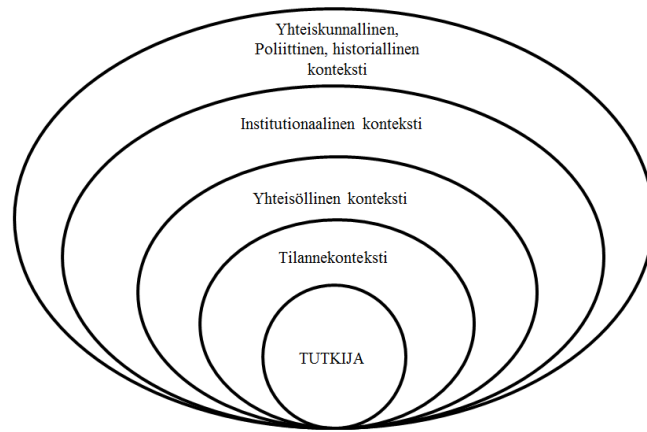 Yhteiskunnallinen,
Poliittinen, historiallinen
konteksti
Institutionaalinen konteksti
Yhteisöllinen konteksti
Tilannekonteksti
TUTKIJA